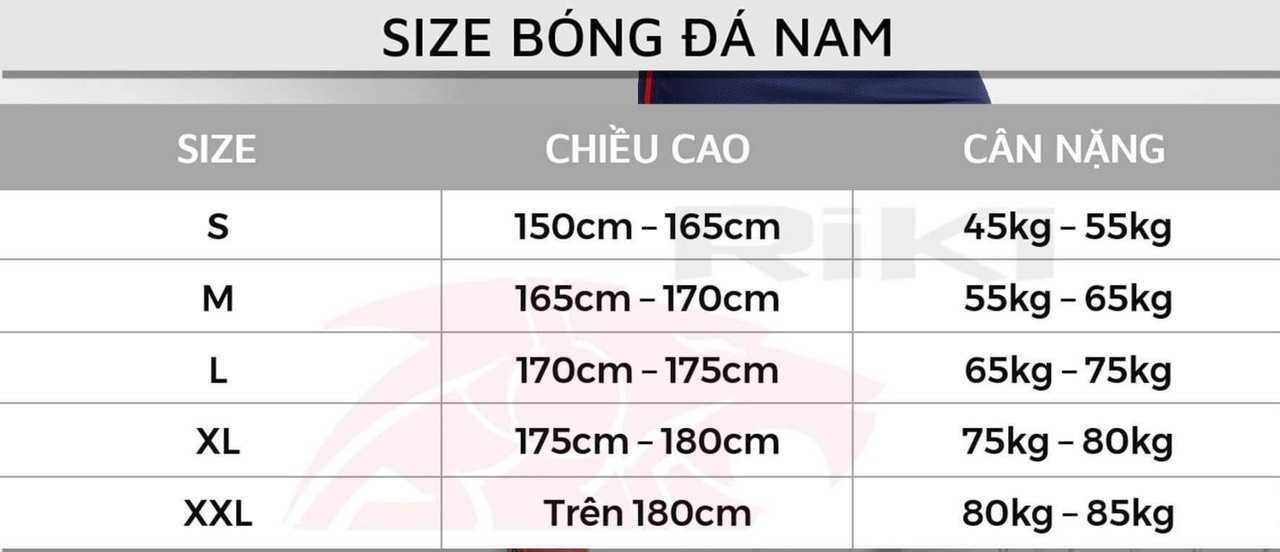 SIZE BÓNG ĐÁ NAM
SIZE CHIỀU CAO CÂN NẶNG
S 150cm – 165cm 45kg – 55kg
M 165cm – 170cm 55kg – 65kg
L 170cm – 175cm 65kg – 75kg
XL 175cm – 180cm 75kg – 80kg
XXL Trên 180cm 80kg – 85kg
RiKi